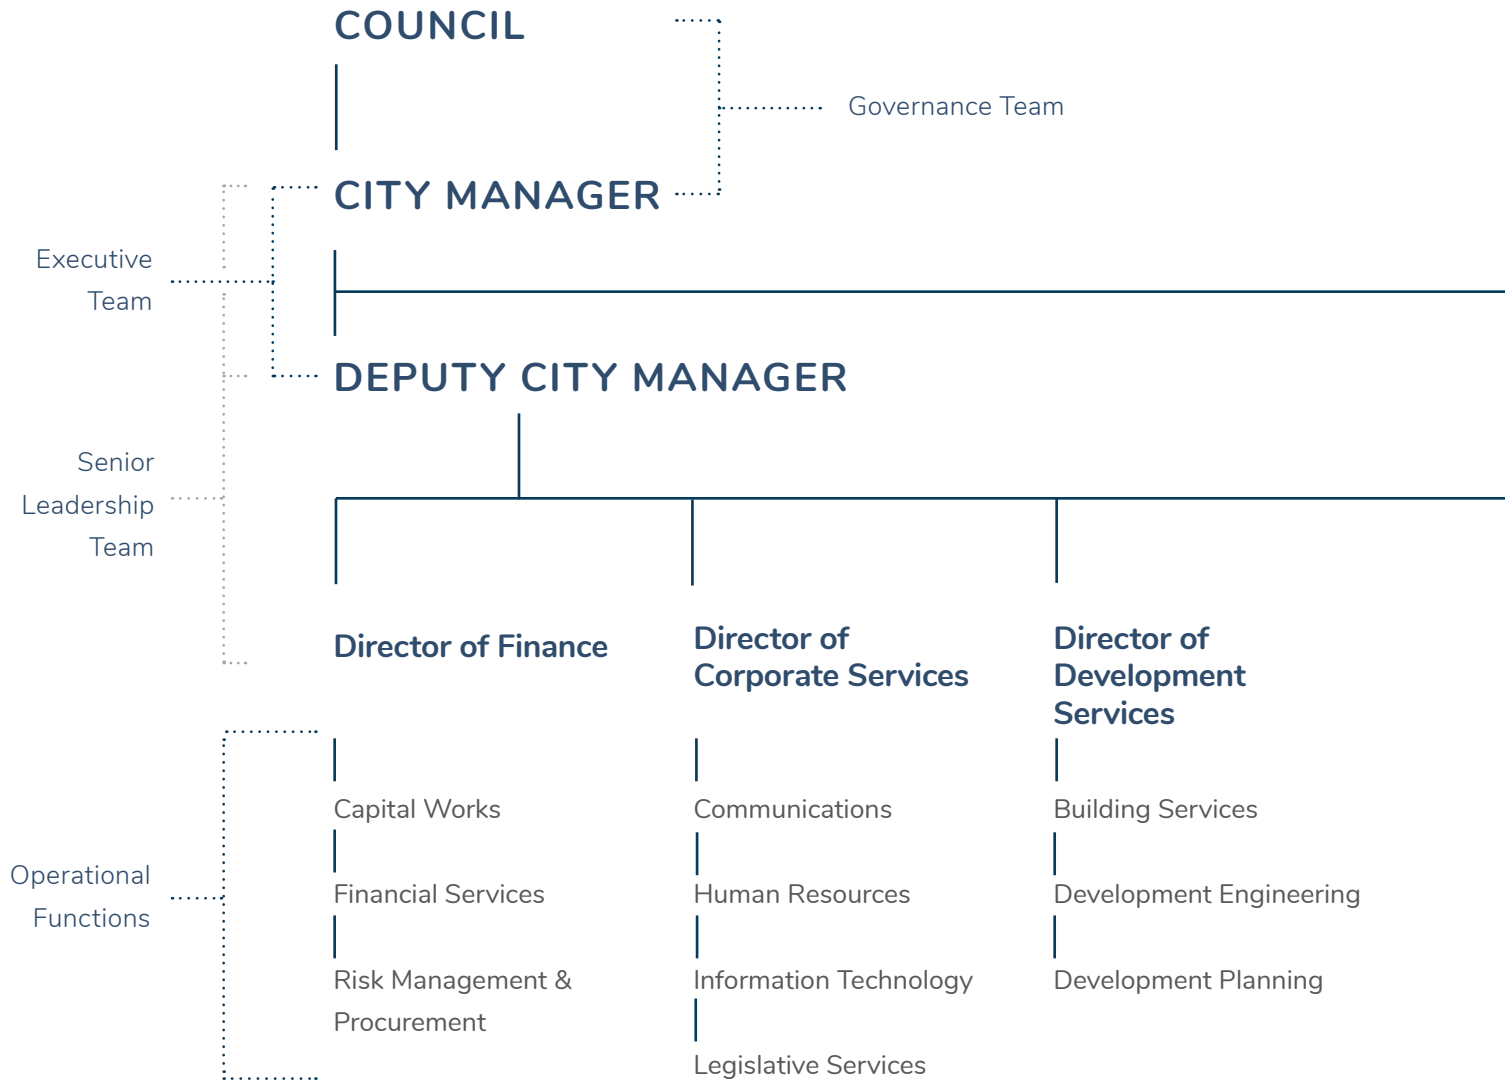 COUNCIL
Governance Team
CITY MANAGER
Executive
Team
DEPUTY CITY MANAGER
Senior
Leadership
Team
Director of Finance
Director of
Corporate Services
Director of
Development
Services
Operational
Functions
Capital Works
Financial Services
Risk Management &
Procurement
Communications
Human Resources
Information Technology
Legislative Services
Building Services
Development Engineering
Development Planning